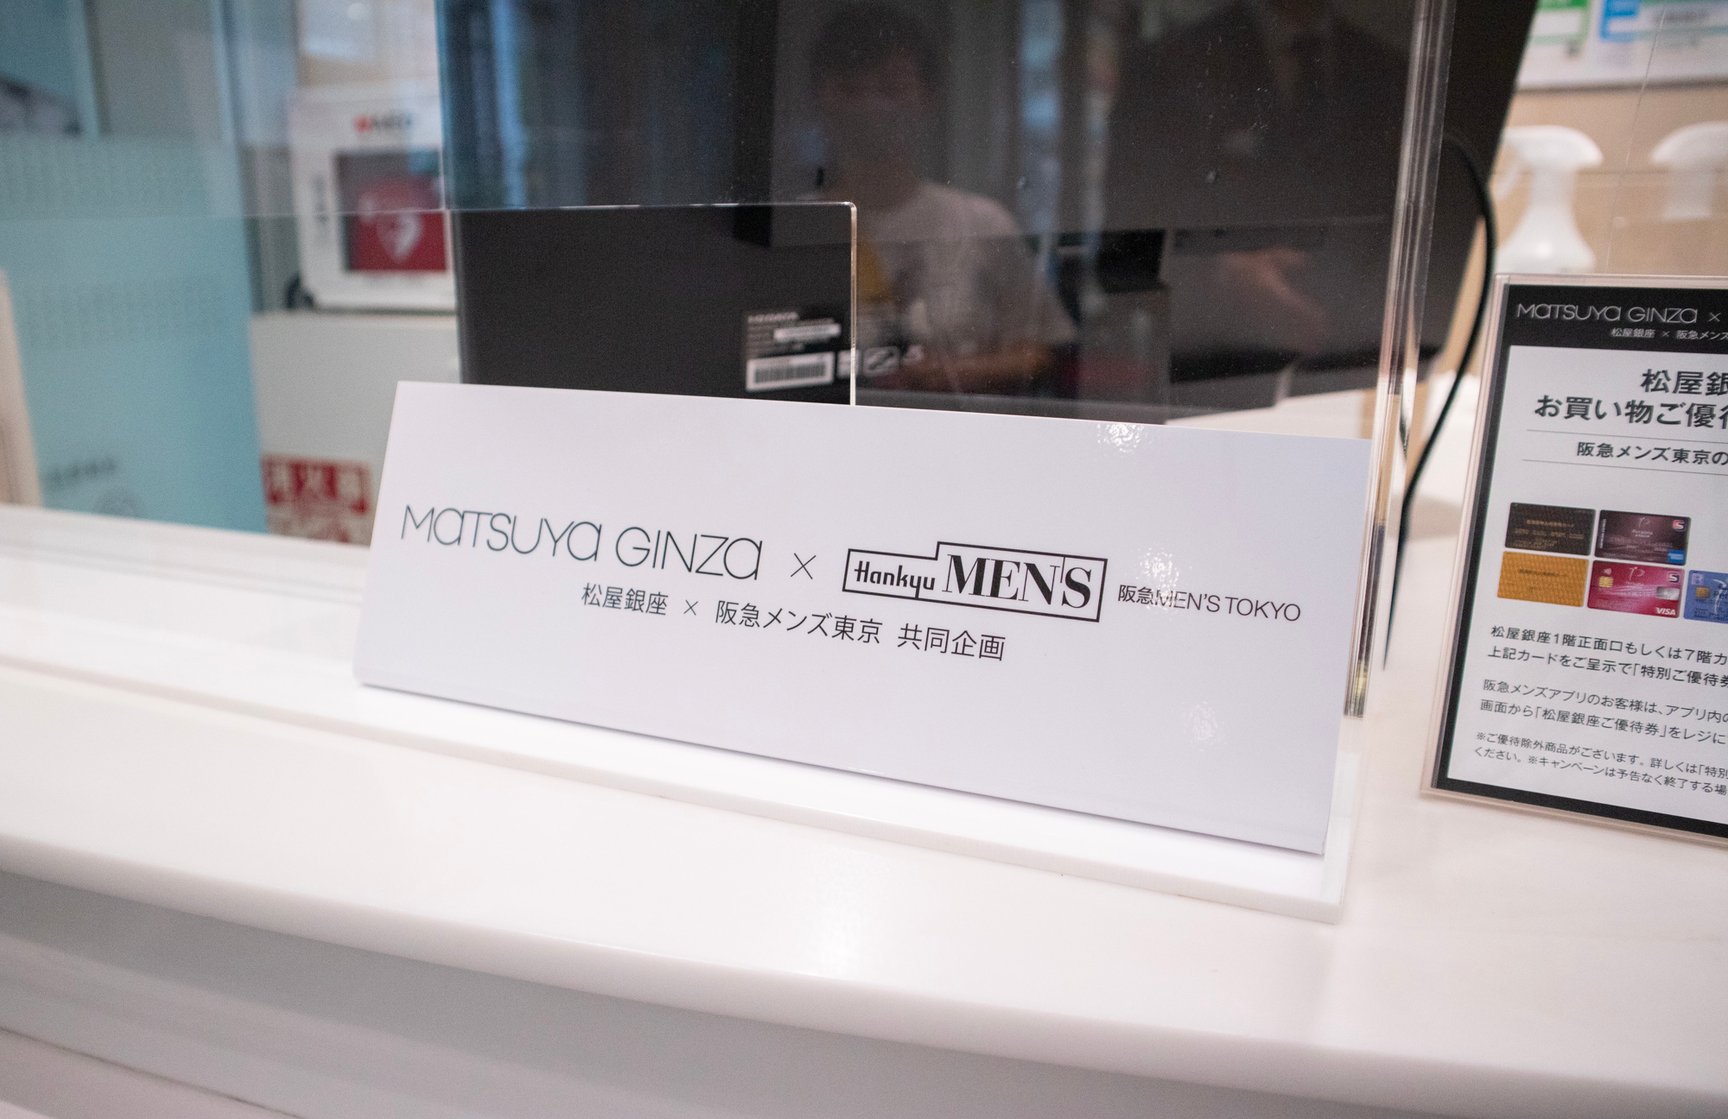 MATSUYA GINZA × Hankyu MEN'S 阪急MEN'S TOKYO
松屋銀座 × 阪急メンズ東京 共同企画
MATSUYA GINZA ×
松屋銀座 × 阪急メンズ
松屋銀
お買い物ご優待
阪急メンズ東京の
VISA
松屋銀座1階正面口もしくは7階カ
上記カードをご呈示で「特別ご優待券
阪急メンズアプリのお客様は、アプリ内の
画面から「松屋銀座ご優待券」をレジに
※ご優待除外商品がございます。詳しくは「特別
ください。※キャンペーンは予告なく終了する場